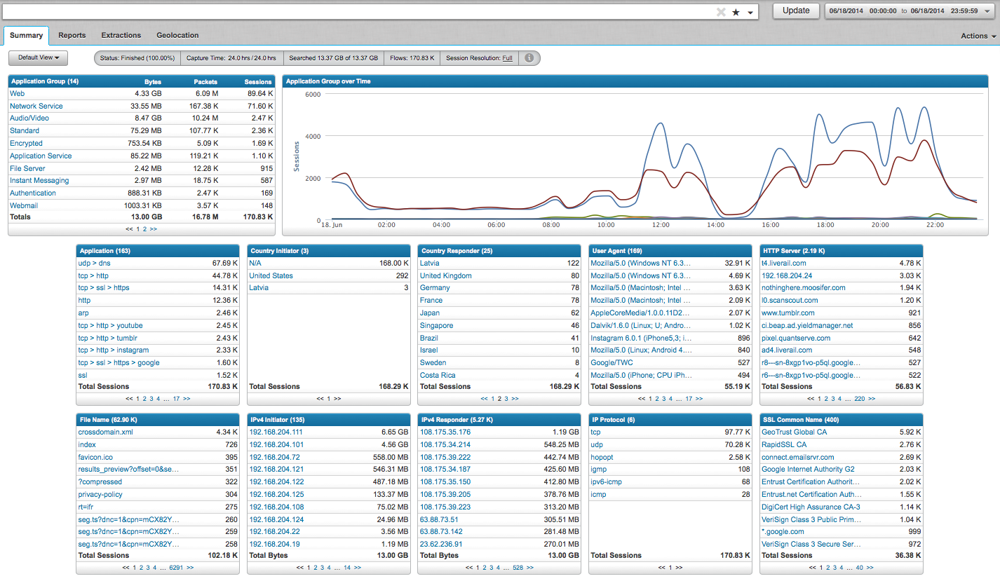 Update
06/18/2014 00:00:00 to 06/18/2014 23:59:59
Summary Reports Extractions Geolocation
Actions
Default View
Status: Finished (100.00%) Capture Time: 24.0 hrs / 24.0 hrs Searched 13.37 GB of 13.37 GB Flows: 170.83 K Session Resolution: Full i
Application Group (14) Bytes Packets Sessions
Web 4.33 GB 6.09 M 89.64 K
Network Service 33.55 MB 167.38 K 71.60 K
Audio/Video 8.47 GB 10.24 M 2.47 K
Standard 75.29 MB 107.77 K 2.36 K
Encrypted 753.54 KB 5.09 K 1.69 K
Application Service 85.22 MB 119.21 K 1.10 K
File Server 2.42 MB 12.28 K 915
Instant Messaging 2.97 MB 18.75 K 587
Authentication 888.31 KB 2.47 K 169
Webmail 1003.31 KB 3.57 K 148
Totals 13.00 GB 16.78 M 170.83 K
<< 1 2 >>
Application Group over Time
6000
4000
2000
0
Sessions
18. Jun 02:00 04:00 06:00 08:00 10:00 12:00 14:00 16:00 18:00 20:00 22:00
Application (163)
udp > dns 67.69 K
tcp > http 44.78 K
tcp > ssl > https 14.31 K
http 12.36 K
arp 2.46 K
tcp > http > youtube 2.45 K
tcp > http > tumblr 2.43 K
tcp > http > instagram 2.33 K
tcp > ssl > https > google 1.60 K
ssl 1.52 K
Total Sessions 170.83 K
<< 1 2 3 4 ... 17 >>
Country Initiator (3)
N/A 168.00 K
United States 292
Latvia 3
Total Sessions 168.29 K
<< 1 >>
Country Responder (25)
Latvia 122
United Kingdom 80
Germany 78
France 78
Japan 62
Singapore 46
Brazil 41
Israel 10
Sweden 8
Costa Rica 4
Total Sessions 168.29 K
<< 1 2 3 >>
User Agent (169)
Mozilla/5.0 (Windows NT 6.3... 32.91 K
Mozilla/5.0 (Windows NT 6.3... 4.69 K
Mozilla/5.0 (Macintosh; Intel ... 3.63 K
Mozilla/5.0 (Macintosh; Intel ... 2.09 K
AppleCoreMedia/1.0.0.11D2... 2.07 K
Dalvik/1.6.0 (Linux; U; Andro... 1.02 K
Instagram 6.0.1 (iPhone5,3; i... 896
Mozilla/5.0 (Linux; Android 4.... 840
Google/TWC 527
Mozilla/5.0 (iPhone; CPU iPh... 494
Total Sessions 55.19 K
<< 1 2 3 4 ... 17 >>
HTTP Server (2.19 K)
t4.liverail.com 4.78 K
192.168.204.24 3.03 K
nothinghere.moosifer.com 1.94 K
l0.scanscout.com 1.20 K
www.tumblr.com 921
ci.beap.ad.yieldmanager.net 856
pixel.quantserve.com 642
ad4.liverail.com 548
r8---sn-8xgp1vo-p5ql.google... 527
r6---sn-8xgp1vo-p5ql.google... 522
Total Sessions 56.83 K
<< 1 2 3 4 ... 220 >>
File Name (62.90 K)
crossdomain.xml 4.34 K
index 726
favicon.ico 395
results_preview?offset=0&se... 351
?compressed 322
privacy-policy 304
rt=ifr 275
seg.ts?dnc=1&cpn=mCX82Y... 260
seg.ts?dnc=1&cpn=mCX82Y... 259
seg.ts?dnc=1&cpn=mCX82Y... 258
Total Sessions 102.18 K
<< 1 2 3 4 ... 6291 >>
IPv4 Initiator (135)
192.168.204.111 6.65 GB
192.168.204.101 4.56 GB
192.168.204.72 558.00 MB
192.168.204.121 546.31 MB
192.168.204.122 487.18 MB
192.168.204.125 133.37 MB
192.168.204.108 75.02 MB
192.168.204.124 24.96 MB
192.168.204.22 3.56 MB
192.168.204.19 1.19 MB
Total Bytes 13.00 GB
<< 1 2 3 4 ... 14 >>
IPv4 Responder (5.27 K)
108.175.35.176 1.19 GB
108.175.34.214 548.25 MB
108.175.39.222 442.74 MB
108.175.34.187 425.60 MB
108.175.35.150 412.80 MB
108.175.39.205 378.76 MB
108.175.39.223 313.20 MB
63.88.73.51 305.51 MB
63.88.73.142 281.48 MB
23.62.236.91 270.01 MB
Total Bytes 13.00 GB
<< 1 2 3 4 ... 528 >>
IP Protocol (6)
tcp 97.77 K
udp 70.28 K
hopopt 2.58 K
igmp 108
ipv6-icmp 68
icmp 28
Total Sessions 170.83 K
<< 1 >>
SSL Common Name (400)
GeoTrust Global CA 5.92 K
RapidSSL CA 2.76 K
connect.emailsrvr.com 2.69 K
Google Internet Authority G2 2.03 K
Entrust Certification Authorit... 2.02 K
Entrust.net Certification Auth... 1.55 K
DigiCert High Assurance CA-3 1.14 K
VeriSign Class 3 Public Prim... 1.04 K
*.google.com 999
VeriSign Class 3 Secure Ser... 972
Total Sessions 36.38 K
<< 1 2 3 4 ... 40 >>